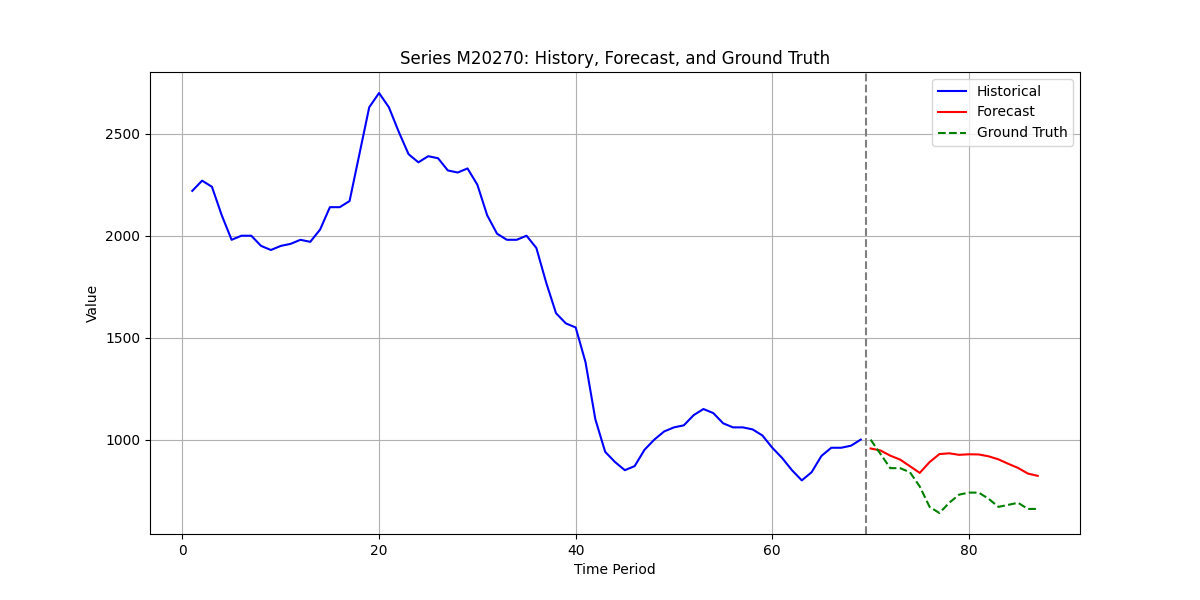 Series M20270: History, Forecast, and Ground Truth
Historical
Forecast
Ground Truth
2500
2000
1500
1000
Value
0 20 40 60 80
Time Period